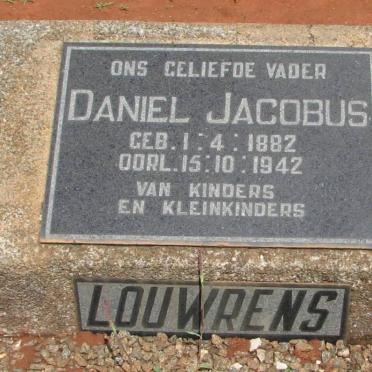 ONS GELIEFDE VADER
DANIEL JACOBUS
GEB. 1-4-1882
OORL. 15-10-1942
VAN KINDERS
EN KLEINKINDERS
LOUWRENS